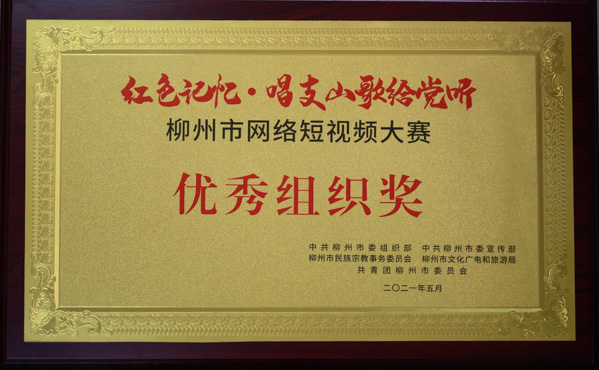 红色记忆·唱支山歌给党听
柳州市网络短视频大赛
优秀组织奖
中共柳州市委组织部 中共柳州市委宣传部
柳州市民族宗教事务委员会 柳州市文化广电和旅游局
共青团柳州市委员会
二〇二一年五月